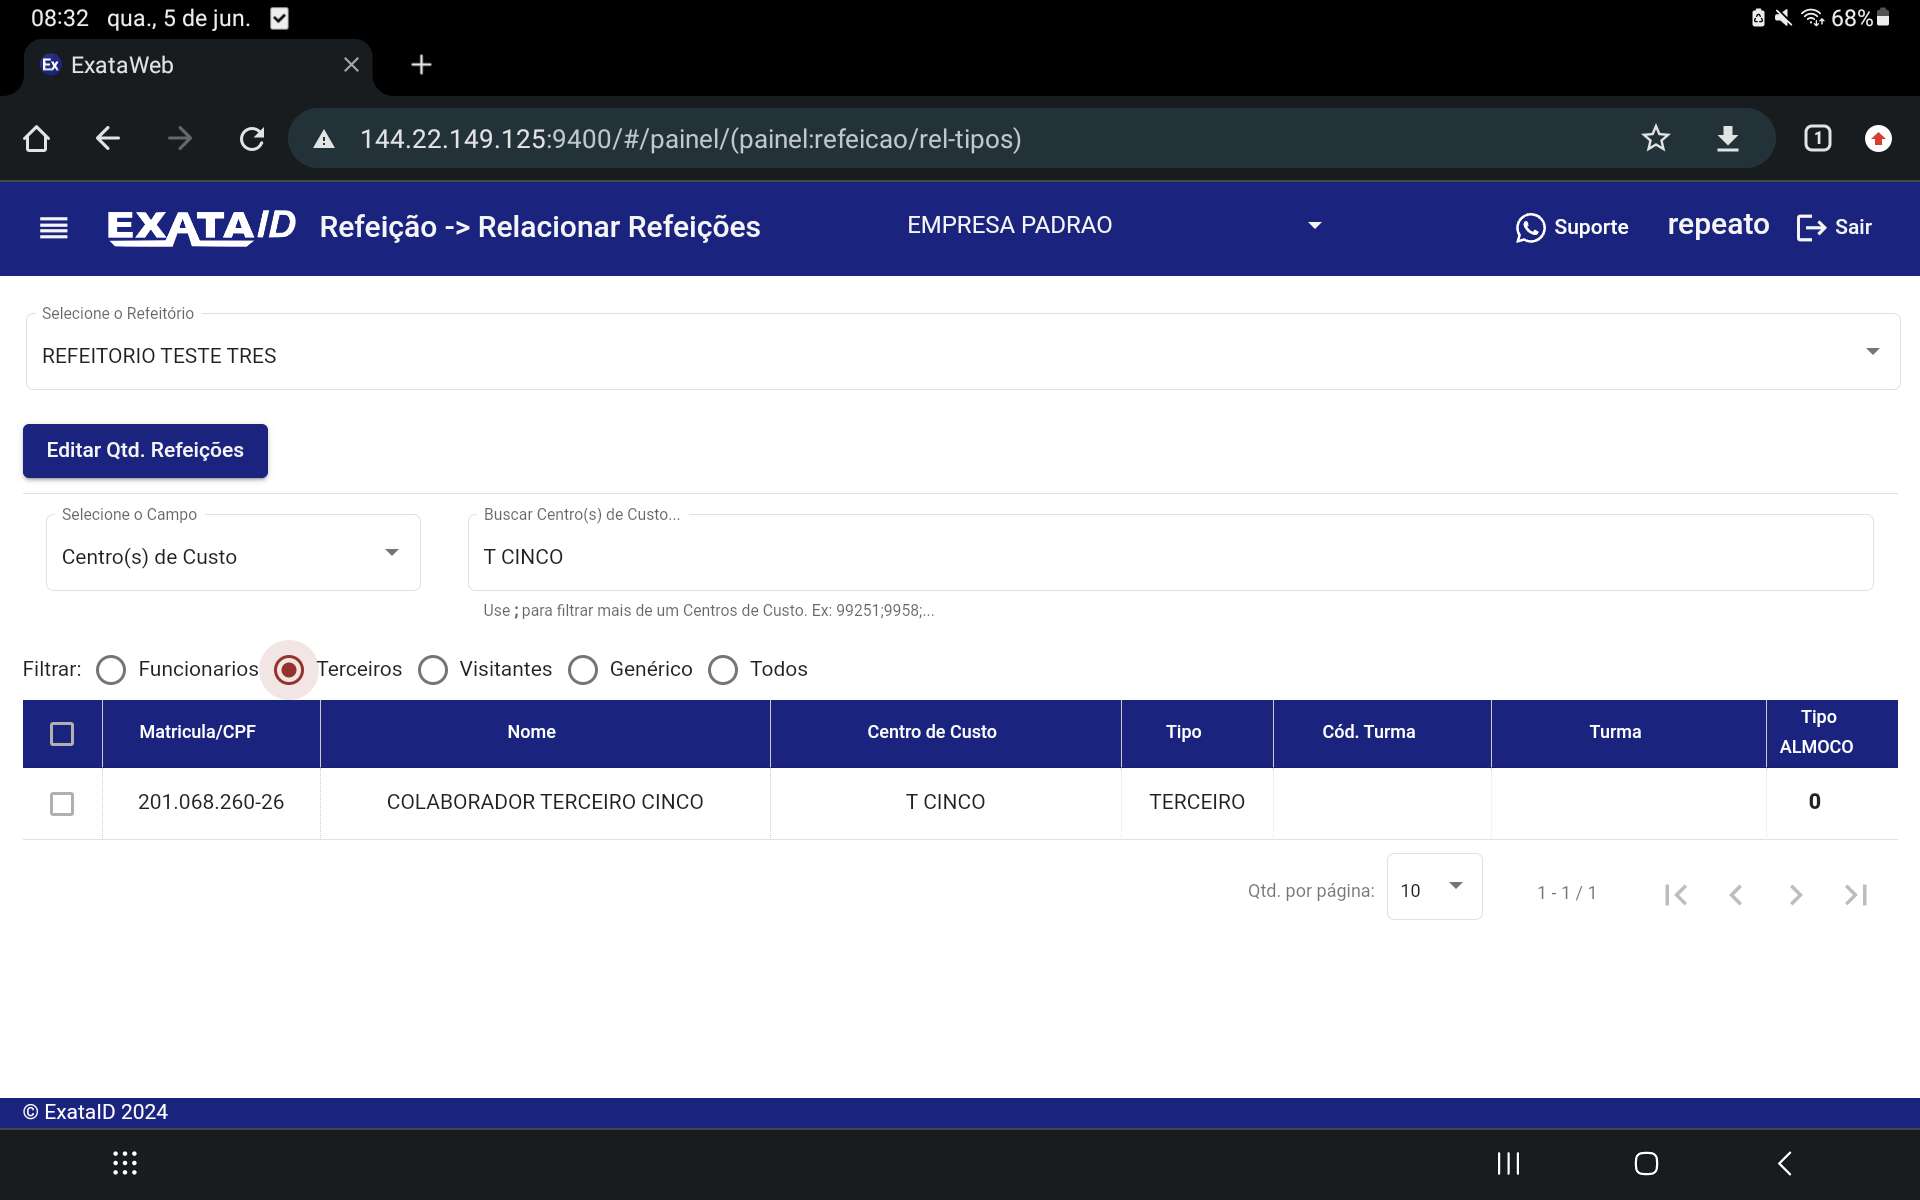 08:32 qua., 5 de jun. 68%
Ex ExataWeb
144.22.149.125:9400/#/painel/(painel:refeicao/rel-tipos) 1
EXATAID Refeição -> Relacionar Refeições EMPRESA PADRAO Suporte repeato Sair
Selecione o Refeitório
REFEITORIO TESTE TRES
Editar Qtd. Refeições
Selecione o Campo Buscar Centro(s) de Custo...
Centro(s) de Custo T CINCO
Use ; para filtrar mais de um Centros de Custo. Ex: 99251;9958;...
Filtrar: Funcionarios Terceiros Visitantes Genérico Todos
Matricula/CPF Nome Centro de Custo Tipo Cód. Turma Turma Tipo ALMOCO
201.068.260-26 COLABORADOR TERCEIRO CINCO T CINCO TERCEIRO 0
Qtd. por página: 10 1 - 1 / 1
© ExataID 2024